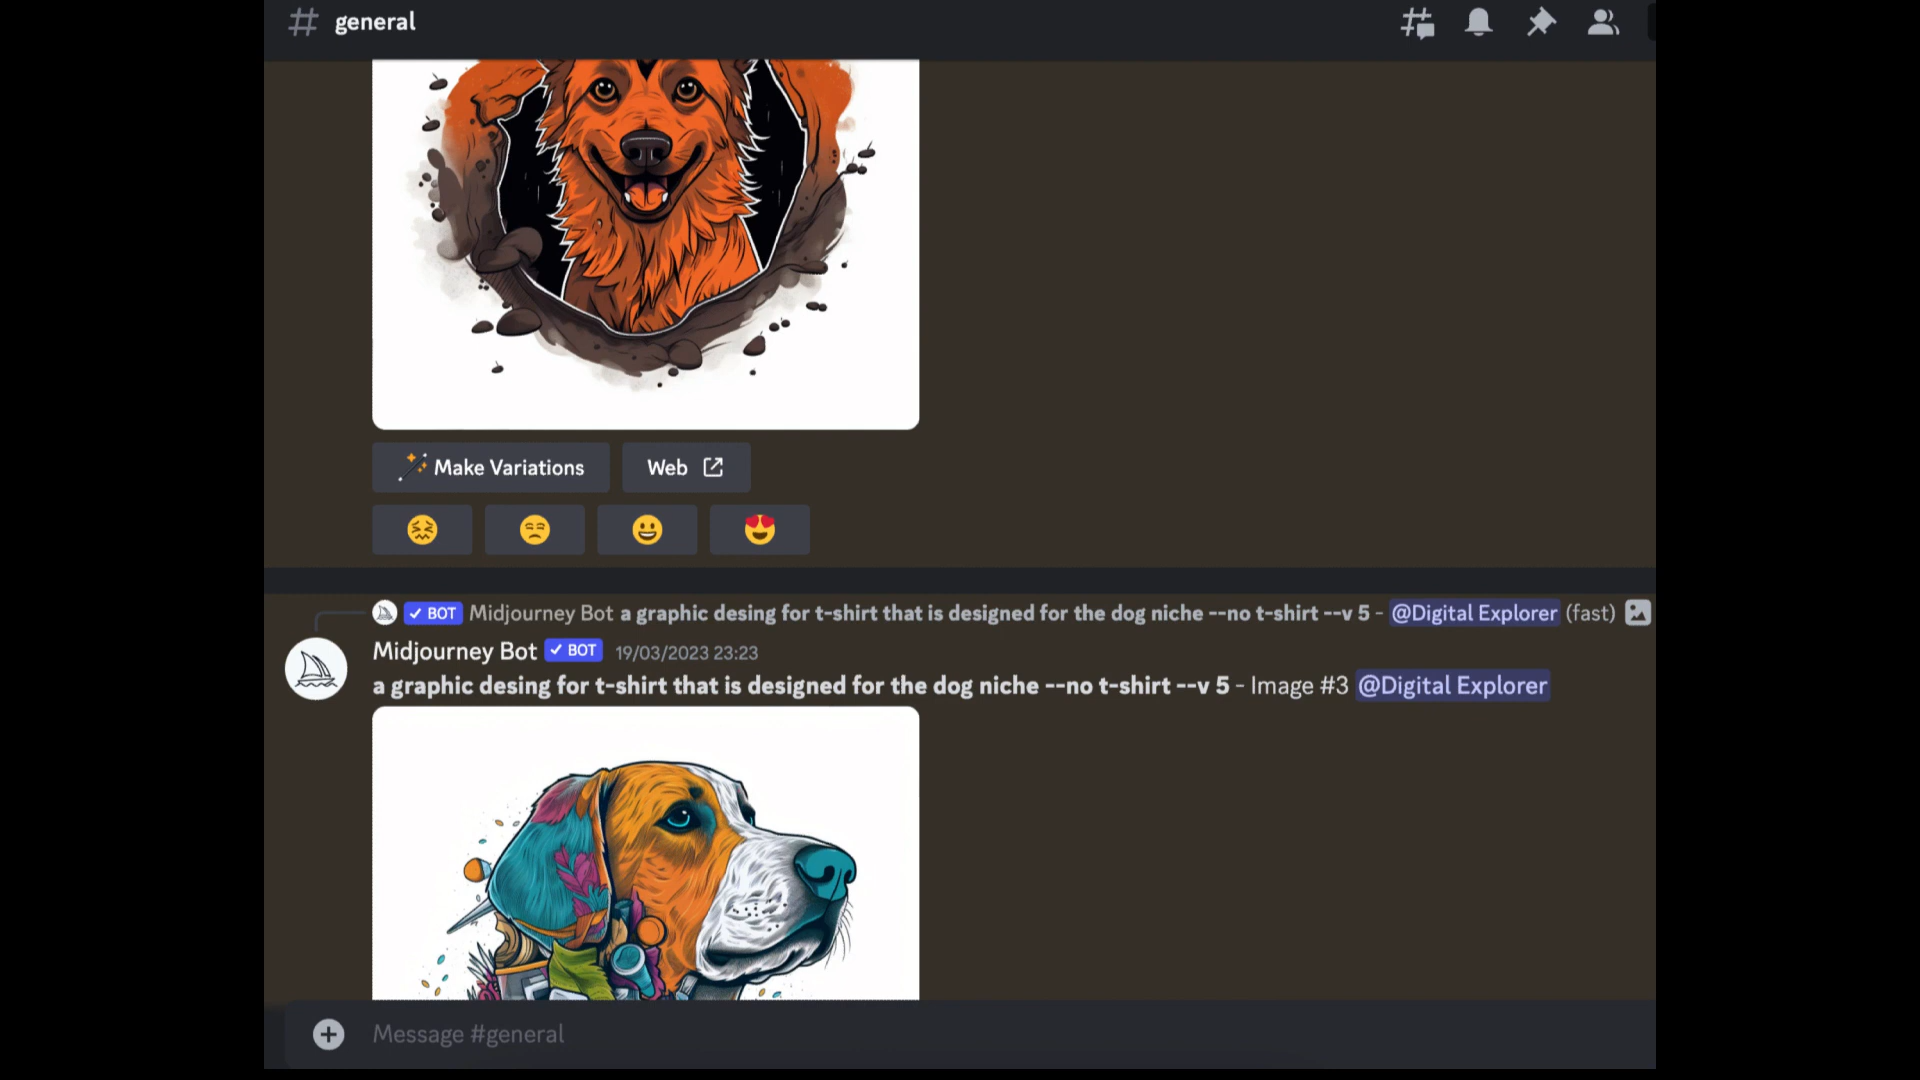 general
Make Variations
Web
BOT Midjourney Bot a graphic desing for t-shirt that is designed for the dog niche --no t-shirt --v 5 - @Digital Explorer (fast)
Midjourney Bot BOT 19/03/2023 23:23
a graphic desing for t-shirt that is designed for the dog niche --no t-shirt --v 5 - Image #3 @Digital Explorer
Message #general